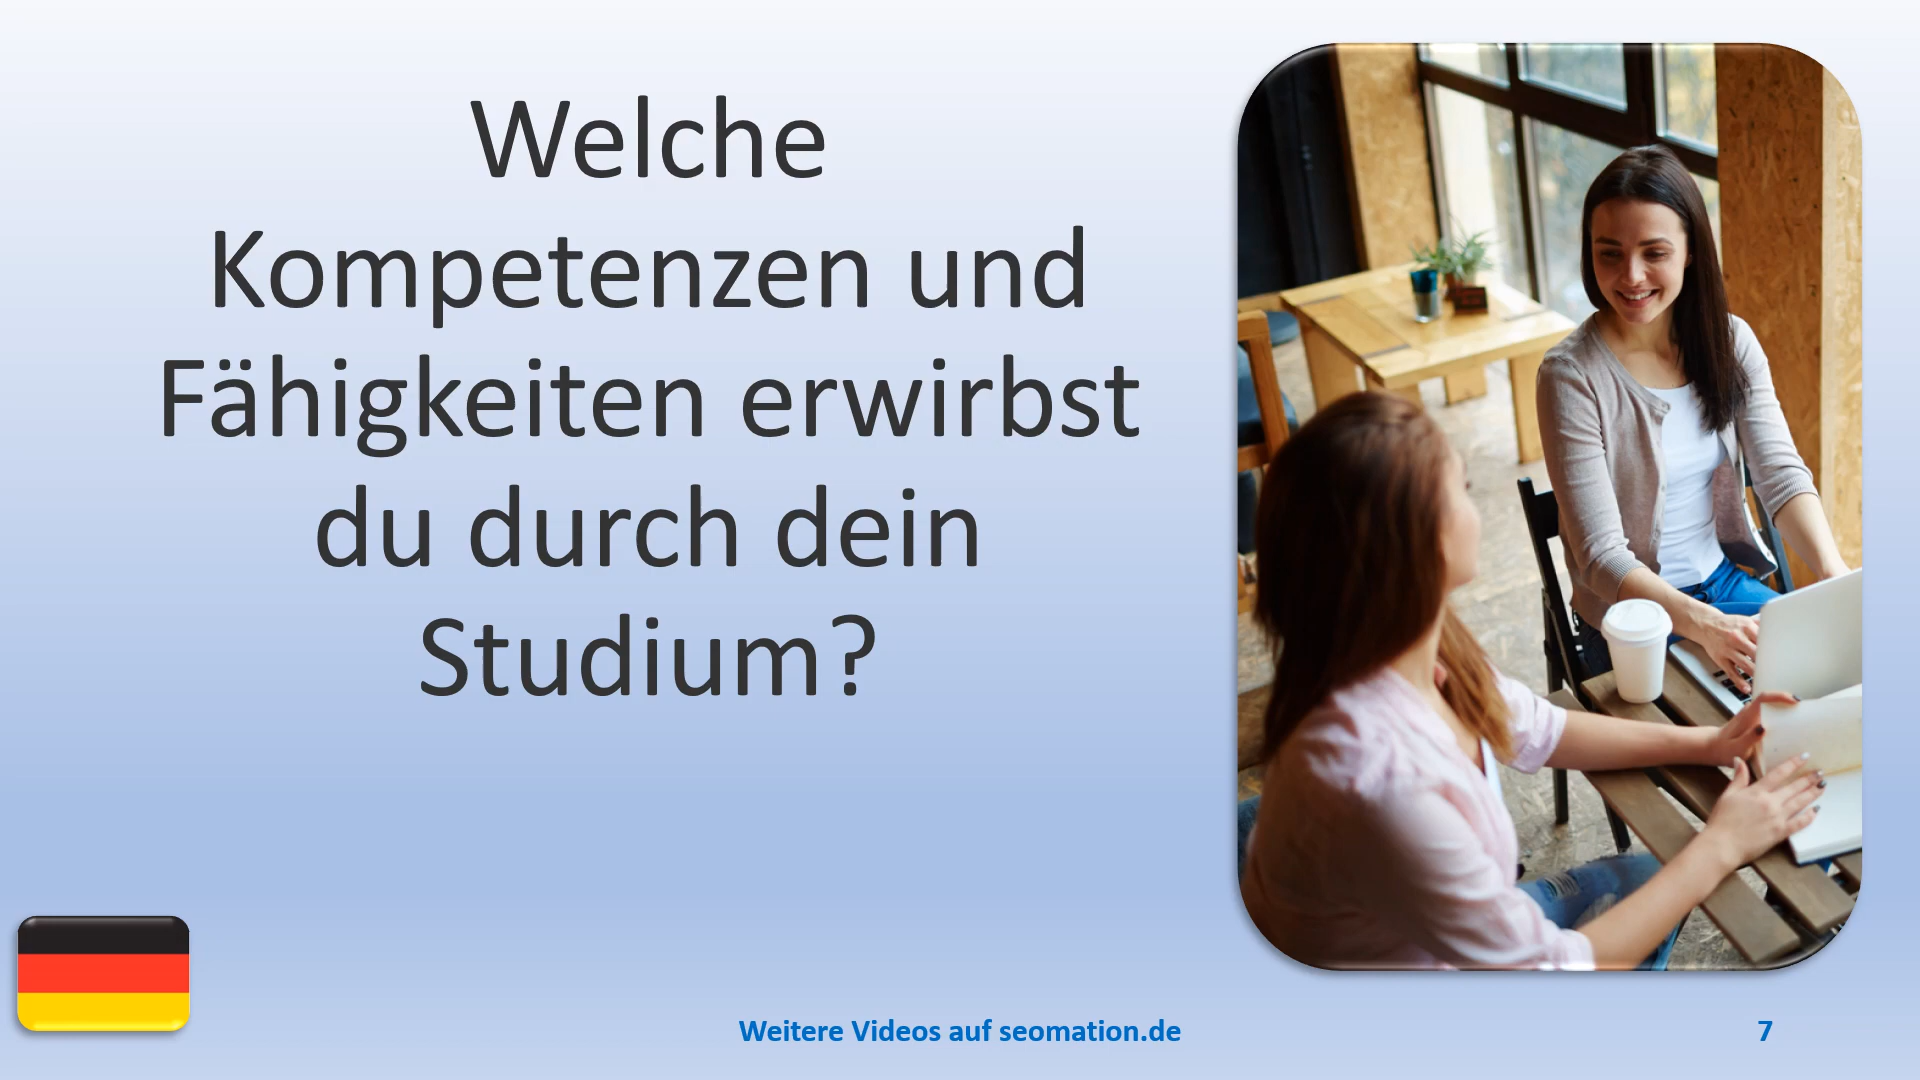 Welche
Kompetenzen und
Fähigkeiten erwirbst
du durch dein
Studium?
Weitere Videos auf seomation.de
7